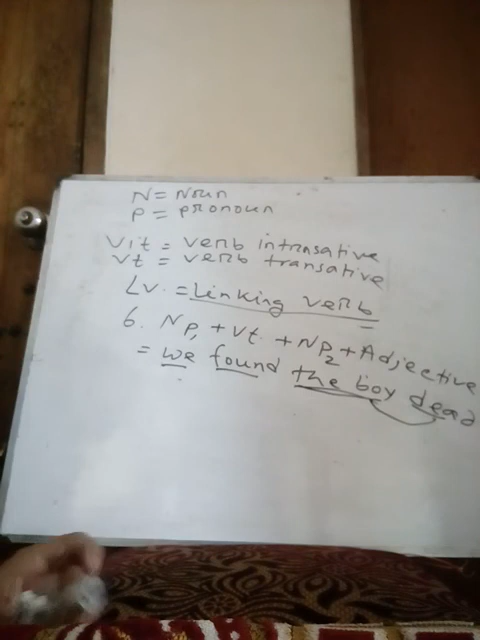 N = Noun
P = pronoun
Vit = verb intransative
Vt = verb transative
Lv. = Linking verb
6. NP1 + Vt. + NP2 + Adjective
= we found the boy dead